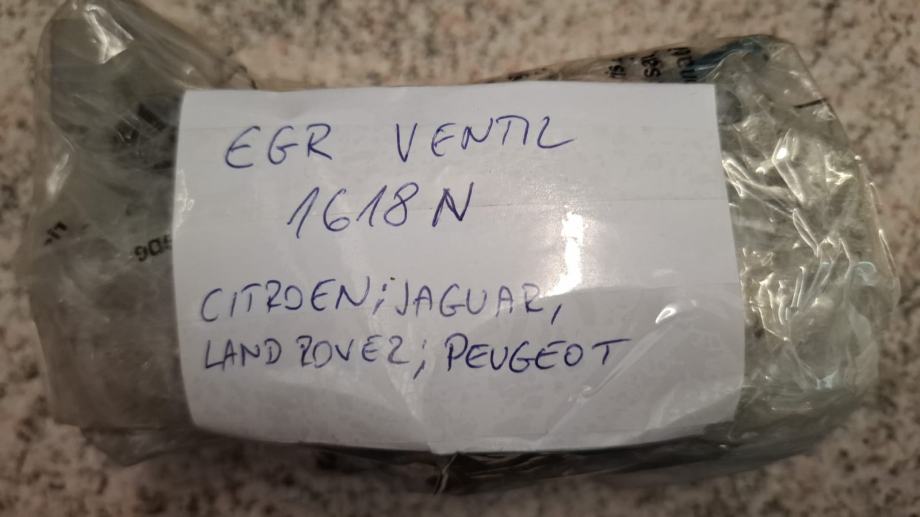 EGR VENTIL
1618N
CITROEN; JAGUAR,
LAND ROVER; PEUGEOT